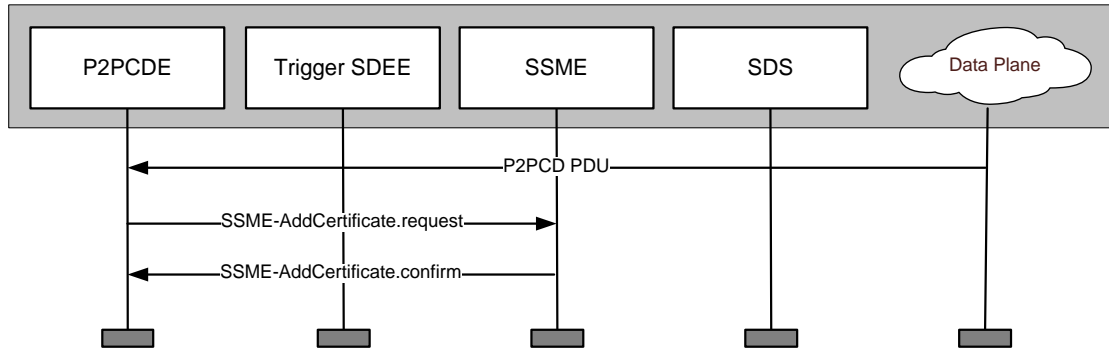 P2PCDE
Trigger SDEE
SSME
SDS
Data Plane
P2PCD PDU
SSME-AddCertificate.request
SSME-AddCertificate.confirm